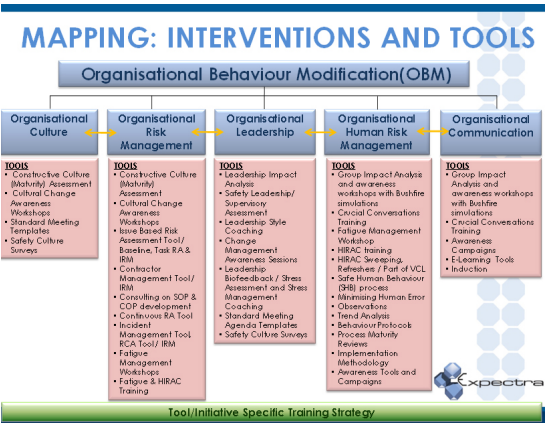 MAPPING: INTERVENTIONS AND TOOLS
Organisational Behaviour Modification(OBM)
Organisational
Culture
Organisational
Risk
Management
Organisational
Leadership
Organisational
Human Risk
Management
Organisational
Communication
TOOLS
• Constructive Culture
(Maturity) Assessment
• Cultural Change
Awareness
Workshops
• Standard Meeting
Templates
• Safety Culture
Surveys
TOOLS
• Constructive Culture
(Maturity)
Assessment
• Cultural Change
Awareness
Workshops
• Issue Based Risk
Assessment Tool/
Baseline, Task RA &
IRM
• Contractor
Management Tool /
IRM
• Consulting on SOP &
COP development
• Continuous RA Tool
• Incident
Management Tool,
RCA Tool / IRM
• Fatigue
Management
Workshops
• Fatigue & HIRAC
Training
TOOLS
• Leadership Impact
Analysis
• Safety Leadership/
Supervisory
Assessment
• Leadership Style
Coaching
• Change
Management
Awareness Sessions
• Leadership
Biofeedback / Stress
Assessment and Stress
Management
Coaching
• Standard Meeting
Agenda Templates
• Safety Culture Surveys
TOOLS
• Group Impact Analysis
and awareness
workshops with Bushfire
simulations
• Crucial Conversations
Training
• Fatigue Management
Workshop
• HIRAC training
• HIRAC Sweeping,
Refreshers / Part of VCL
• Safe Human Behaviour
(SHB) process
• Minimising Human Error
• Observations
• Trend Analysis
• Behaviour Protocols
• Process Maturity
Reviews
• Implementation
Methodology
• Awareness Tools and
Campaigns
TOOLS
• Group Impact
Analysis and
awareness workshops
with Bushfire
simulations
• Crucial Conversations
Training
• Awareness
Campaigns
• E-Learning Tools
• Induction
Expectra
Tool/Initiative Specific Training Strategy